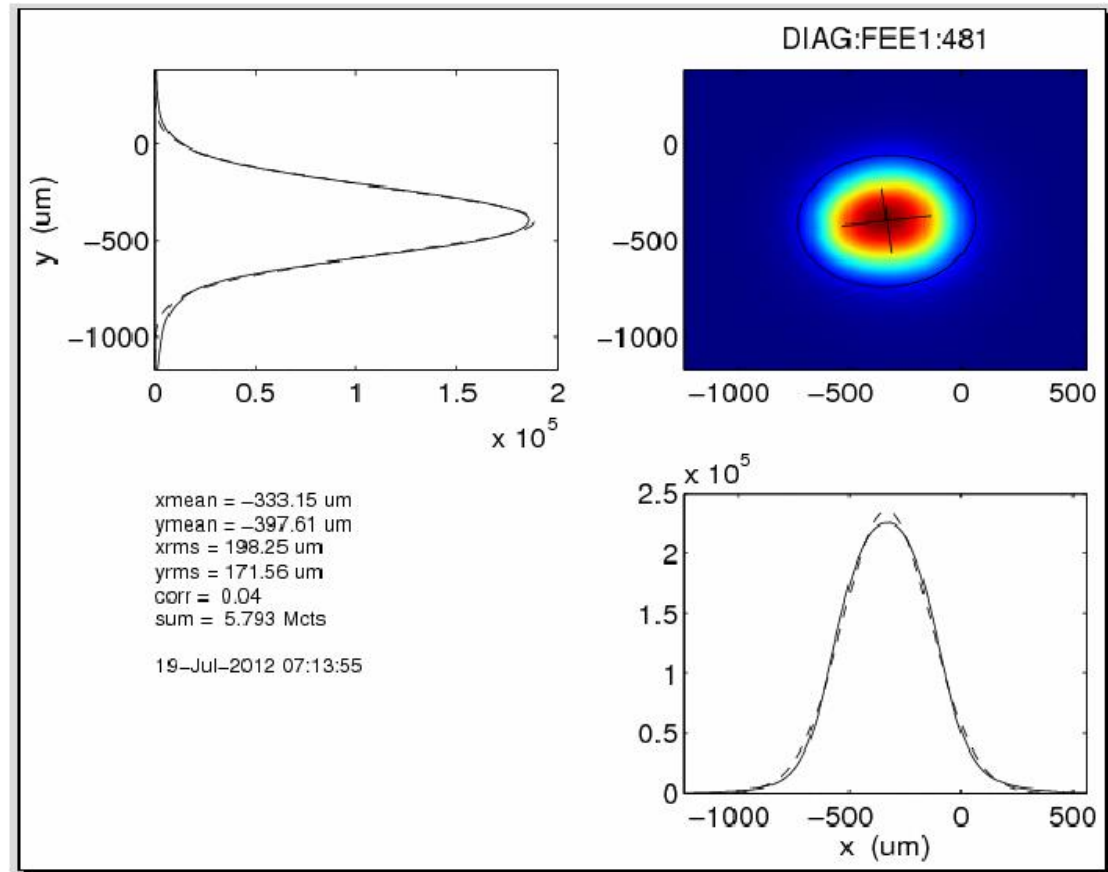 DIAG:FEE1:481
0
−500
−1000
y (um)
0 0.5 1 1.5 2
x 10^5
0
−500
−1000
−1000 −500 0 500
xmean = −333.15 um
ymean = −397.61 um
xrms = 198.25 um
yrms = 171.56 um
corr = 0.04
sum = 5.793 Mcts
19−Jul−2012 07:13:55
x 10^5
2.5
2
1.5
1
0.5
0
−1000 −500 0 500
x (um)